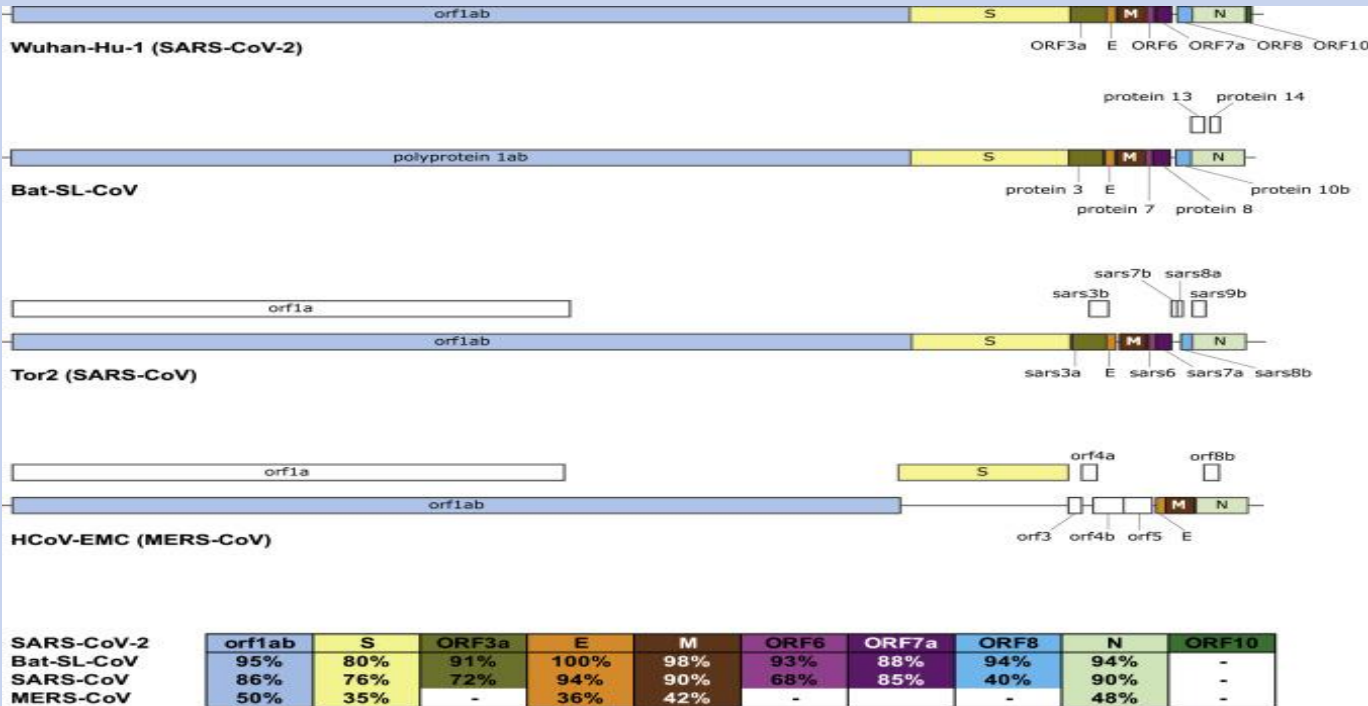 orf1ab S M N
Wuhan-Hu-1 (SARS-CoV-2)
ORF3a E ORF6 ORF7a ORF8 ORF10
protein 13 protein 14
polyprotein 1ab S M N
Bat-SL-CoV
protein 3 E protein 10b
protein 7 protein 8
sars7b sars8a
sars3b sars9b
orf1a
orf1ab S M N
Tor2 (SARS-CoV)
sars3a E sars6 sars7a sars8b
orf4a orf8b
orf1a S
orf1ab M N
HCoV-EMC (MERS-CoV)
orf3 orf4b orf5 E
SARS-CoV-2 orf1ab S ORF3a E M ORF6 ORF7a ORF8 N ORF10
Bat-SL-CoV 95% 80% 91% 100% 98% 93% 88% 94% 94% -
SARS-CoV 86% 76% 72% 94% 90% 68% 85% 40% 90% -
MERS-CoV 50% 35% - 36% 42% - - 48% -